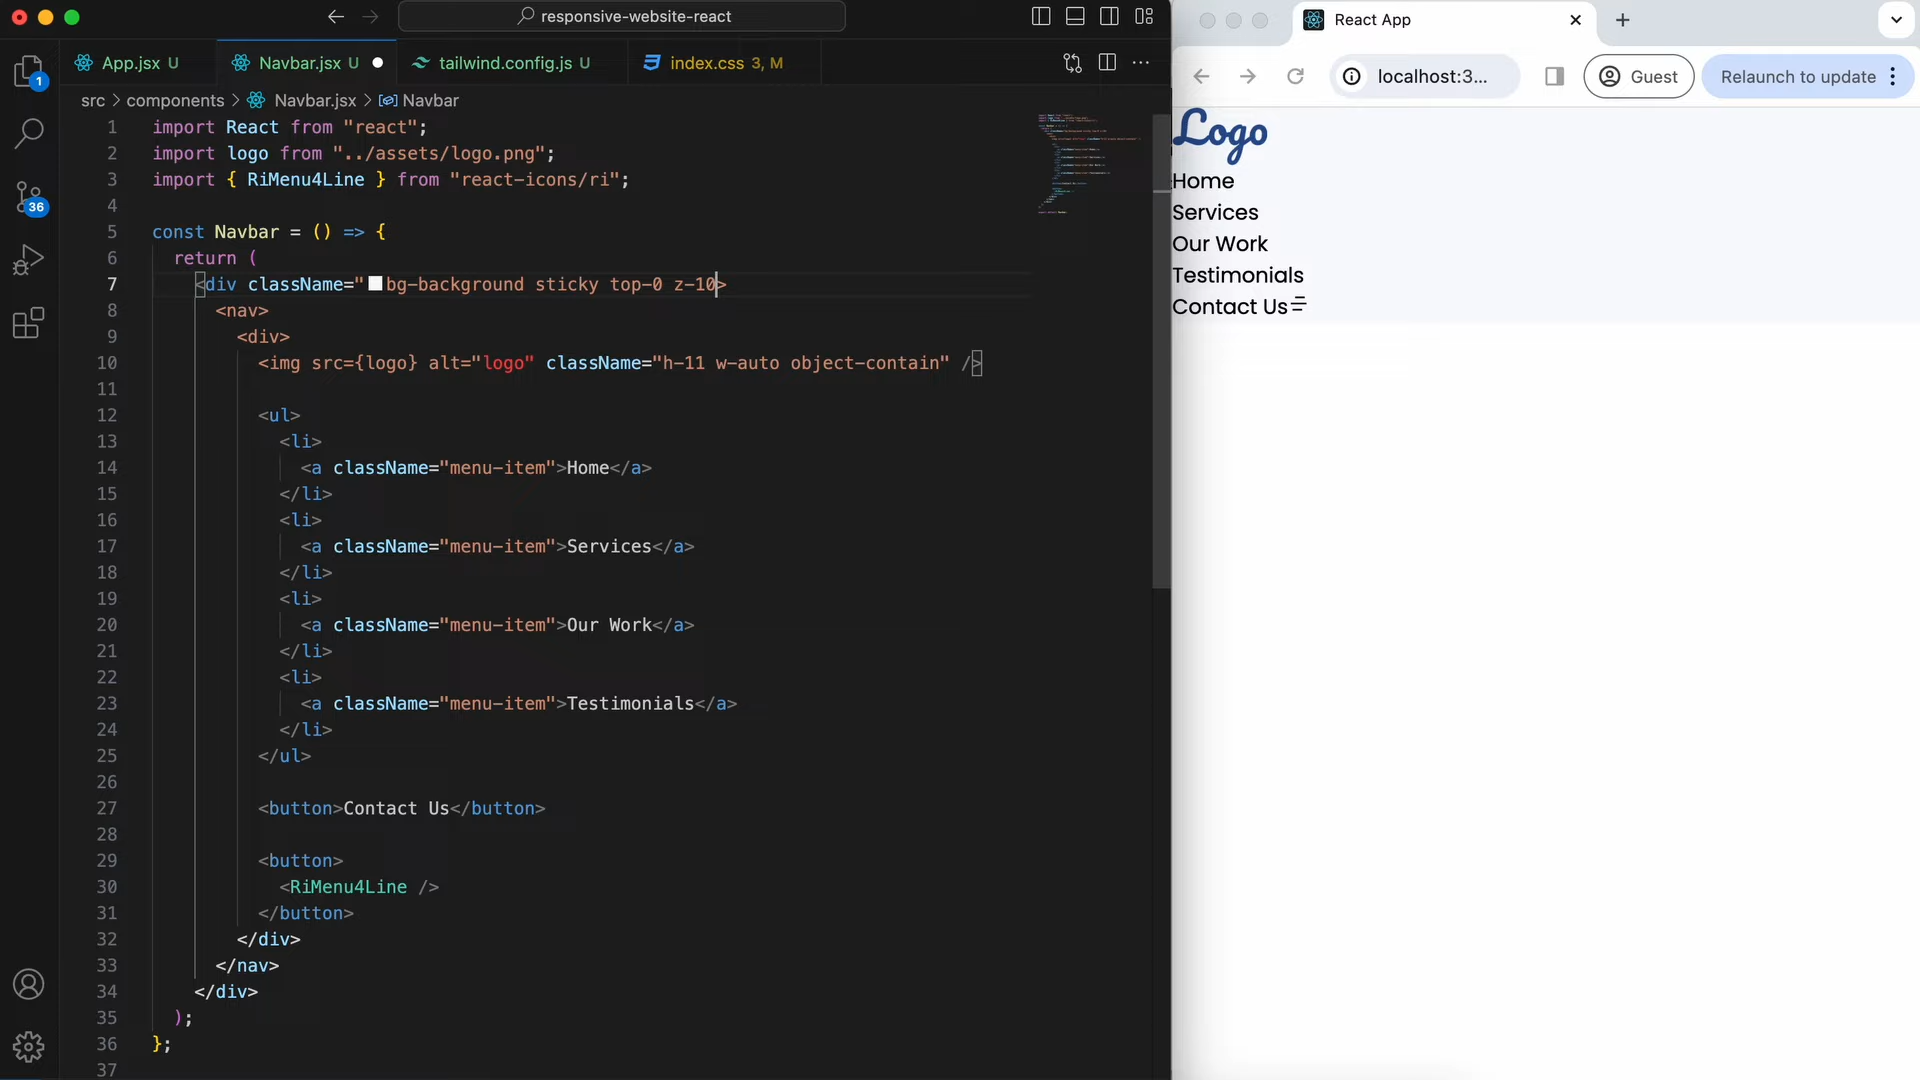 responsive-website-react
App.jsx U
Navbar.jsx U
tailwind.config.js U
index.css 3, M
src > components > Navbar.jsx > Navbar
1 import React from "react";
2 import logo from "../assets/logo.png";
3 import { RiMenu4Line } from "react-icons/ri";
4
5 const Navbar = () => {
6 return (
7 <div className="bg-background sticky top-0 z-10>
8 <nav>
9 <div>
10 <img src={logo} alt="logo" className="h-11 w-auto object-contain" />
11
12 <ul>
13 <li>
14 <a className="menu-item">Home</a>
15 </li>
16 <li>
17 <a className="menu-item">Services</a>
18 </li>
19 <li>
20 <a className="menu-item">Our Work</a>
21 </li>
22 <li>
23 <a className="menu-item">Testimonials</a>
24 </li>
25 </ul>
26
27 <button>Contact Us</button>
28
29 <button>
30 <RiMenu4Line />
31 </button>
32 </div>
33 </nav>
34 </div>
35 );
36 };
37
1
36
React App
localhost:3...
Guest
Relaunch to update
Logo
Home
Services
Our Work
Testimonials
Contact Us